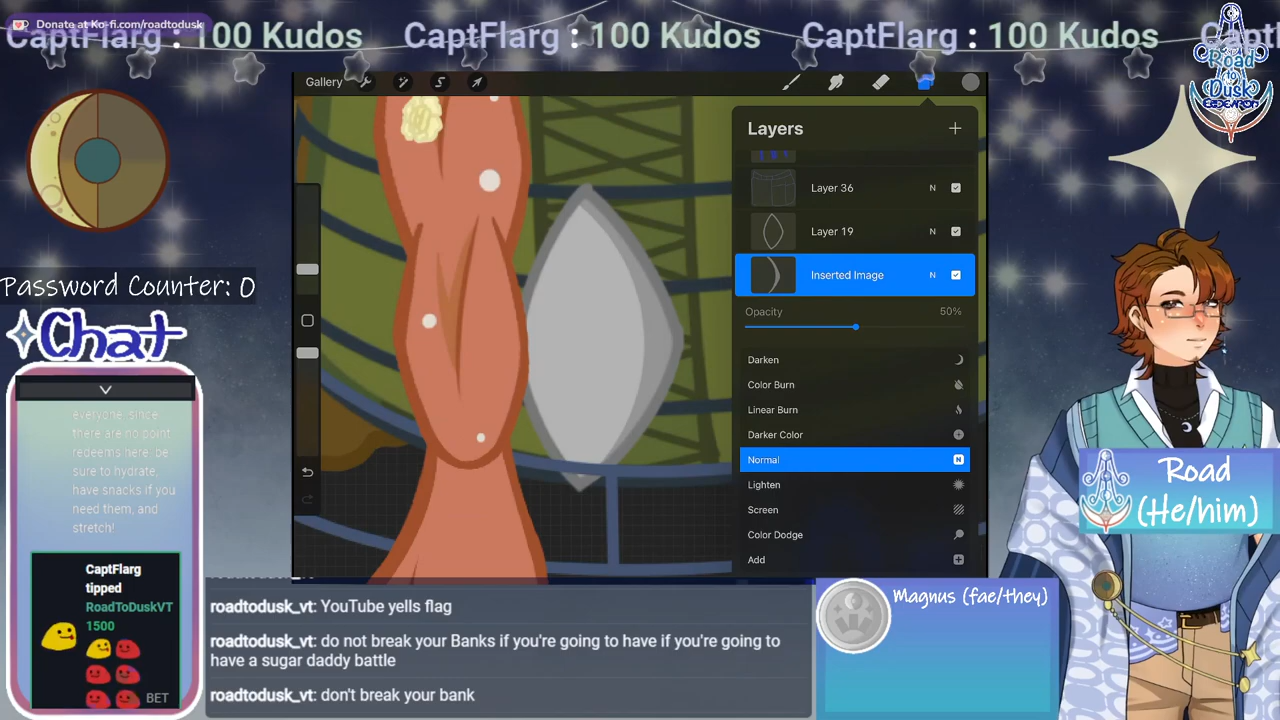 Donate at Ko-fi.com/roadtodusk
CaptFlarg : 100 Kudos CaptFlarg : 100 Kudos CaptFlarg : 100 Kudos
Road
to
Dusk
Gallery
Layers
Layer 36 N
Layer 19 N
Inserted Image N
Opacity 50%
Darken
Color Burn
Linear Burn
Darker Color
Normal N
Lighten
Screen
Color Dodge
Add
Password Counter: 0
Chat
everyone. since
there are no point
redeems here, be
sure to hydrate,
have snacks if you
need them, and
stretch!
CaptFlarg
tipped
RoadToDuskVT
1500
BET
roadtodusk_vt: YouTube yells flag
roadtodusk_vt: do not break your Banks if you're going to have if you're going to
have a sugar daddy battle
roadtodusk_vt: don't break your bank
Magnus (fae/they)
Road
(He/him)